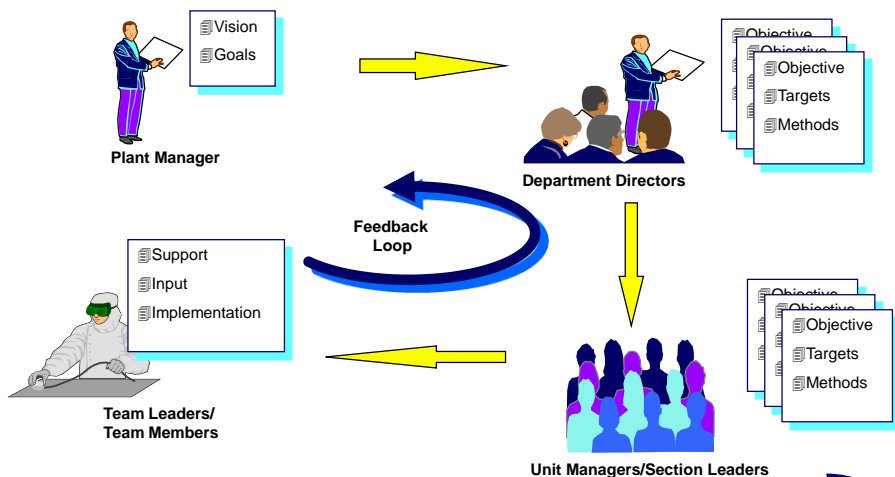 Vision
Goals
Plant Manager
Objective
Objective
Objective
Targets
Methods
Department Directors
Feedback
Loop
Support
Input
Implementation
Team Leaders/
Team Members
Objective
Objective
Objective
Targets
Methods
Unit Managers/Section Leaders